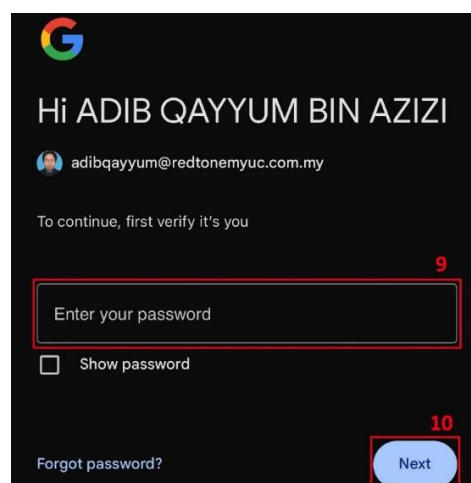 Hi ADIB QAYYUM BIN AZIZI
adibqayyum@redtonemyuc.com.my
To continue, first verify it's you
9
Enter your password
Show password
10
Forgot password?
Next